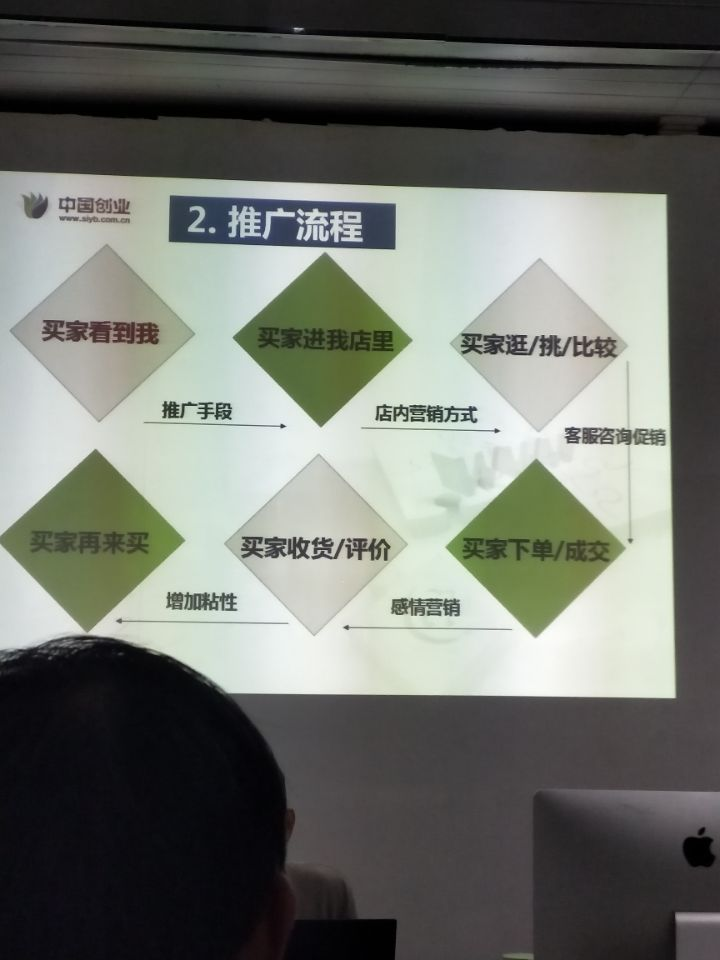 中国创业
www.siyb.com.cn
2. 推广流程
买家看到我
买家进我店里
买家逛/挑/比较
推广手段
店内营销方式
客服咨询促销
买家再来买
买家收货/评价
买家下单/成交
增加粘性
感情营销